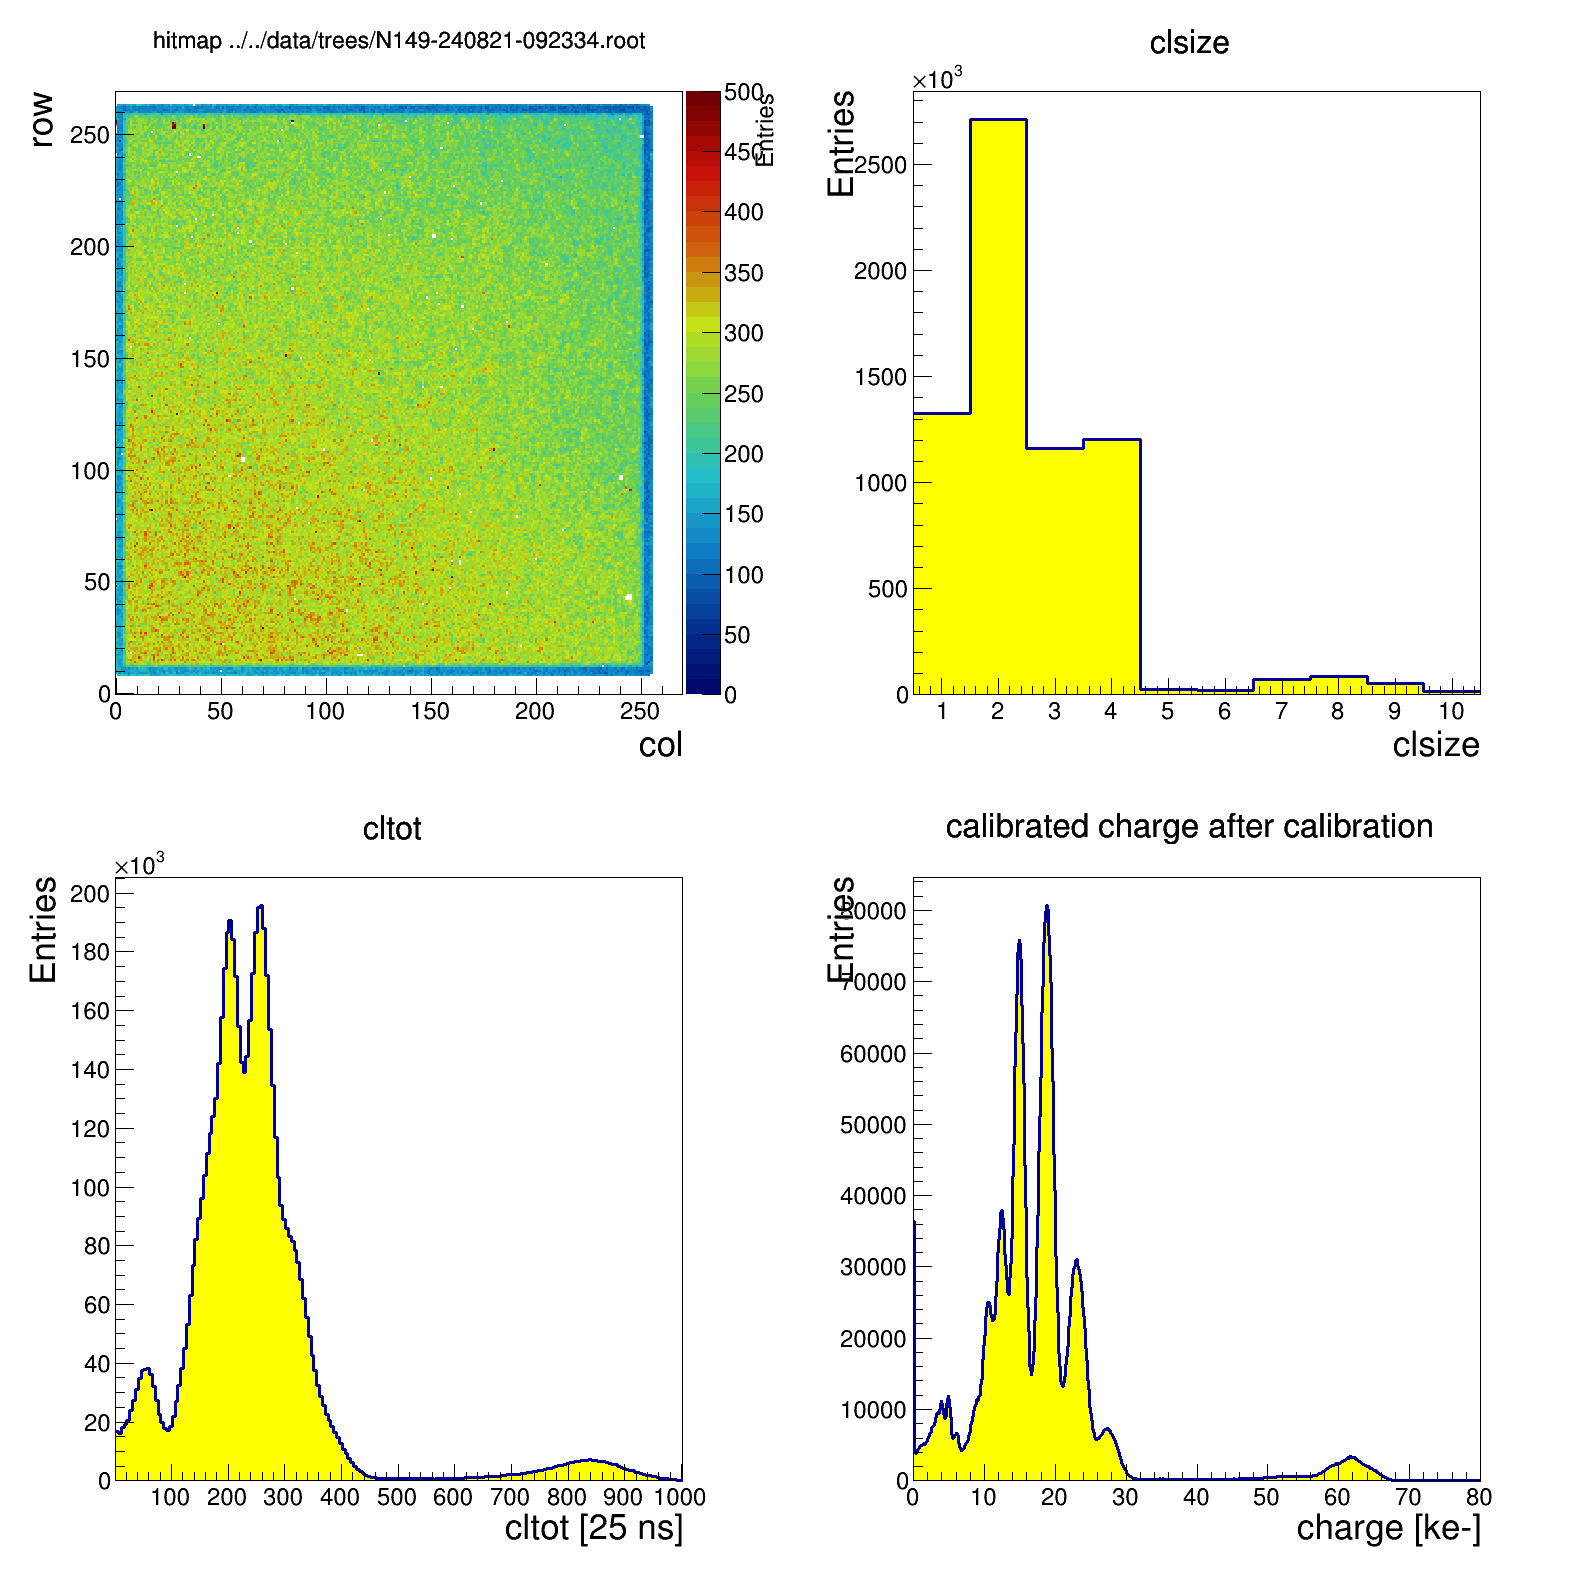 hitmap ../../data/trees/N149-240821-092334.root
row
250
200
150
100
50
0
0 50 100 150 200 250
col
500
450
400
350
300
250
200
150
100
50
0
Entries
clsize
×10³
Entries
2500
2000
1500
1000
500
0
1 2 3 4 5 6 7 8 9 10
clsize
cltot
×10³
Entries
200
180
160
140
120
100
80
60
40
20
0
100 200 300 400 500 600 700 800 900 1000
cltot [25 ns]
calibrated charge after calibration
Entries
80000
70000
60000
50000
40000
30000
20000
10000
0
0 10 20 30 40 50 60 70 80
charge [ke-]